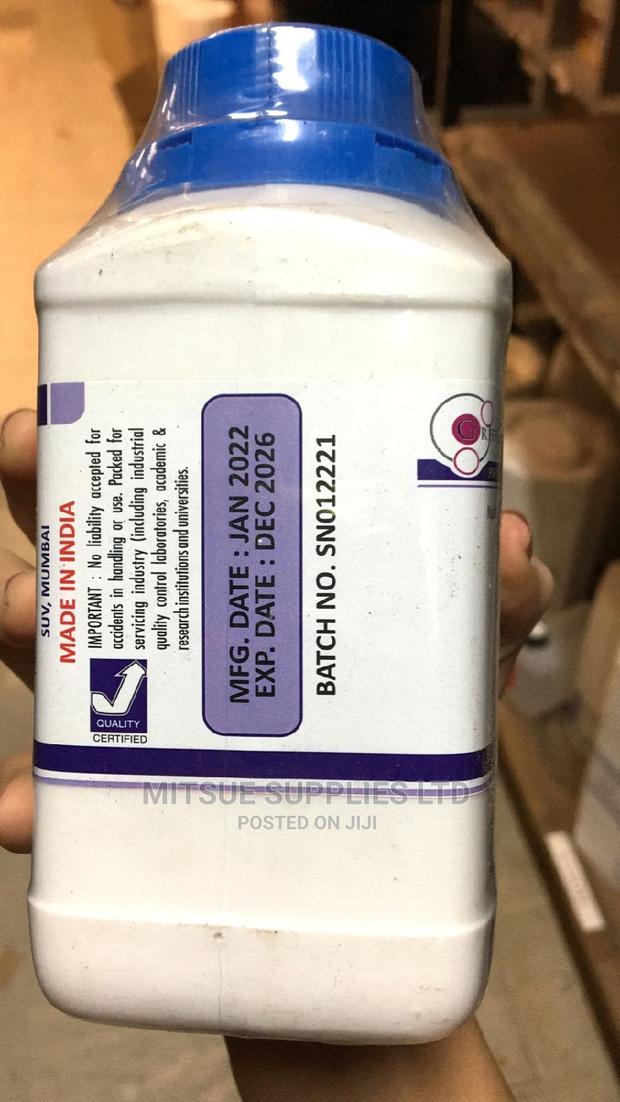 SUV, MUMBAI
MADE IN INDIA
IMPORTANT : No liability accepted for
accidents in handling or use. Packed for
servicing industry (including industrial
quality control laboratories, academic &
research institutions and universities.
QUALITY
CERTIFIED
MFG. DATE : JAN 2022
EXP. DATE : DEC 2026
BATCH NO. SN012221
MITSUE SUPPLIES LTD
POSTED ON JIJI